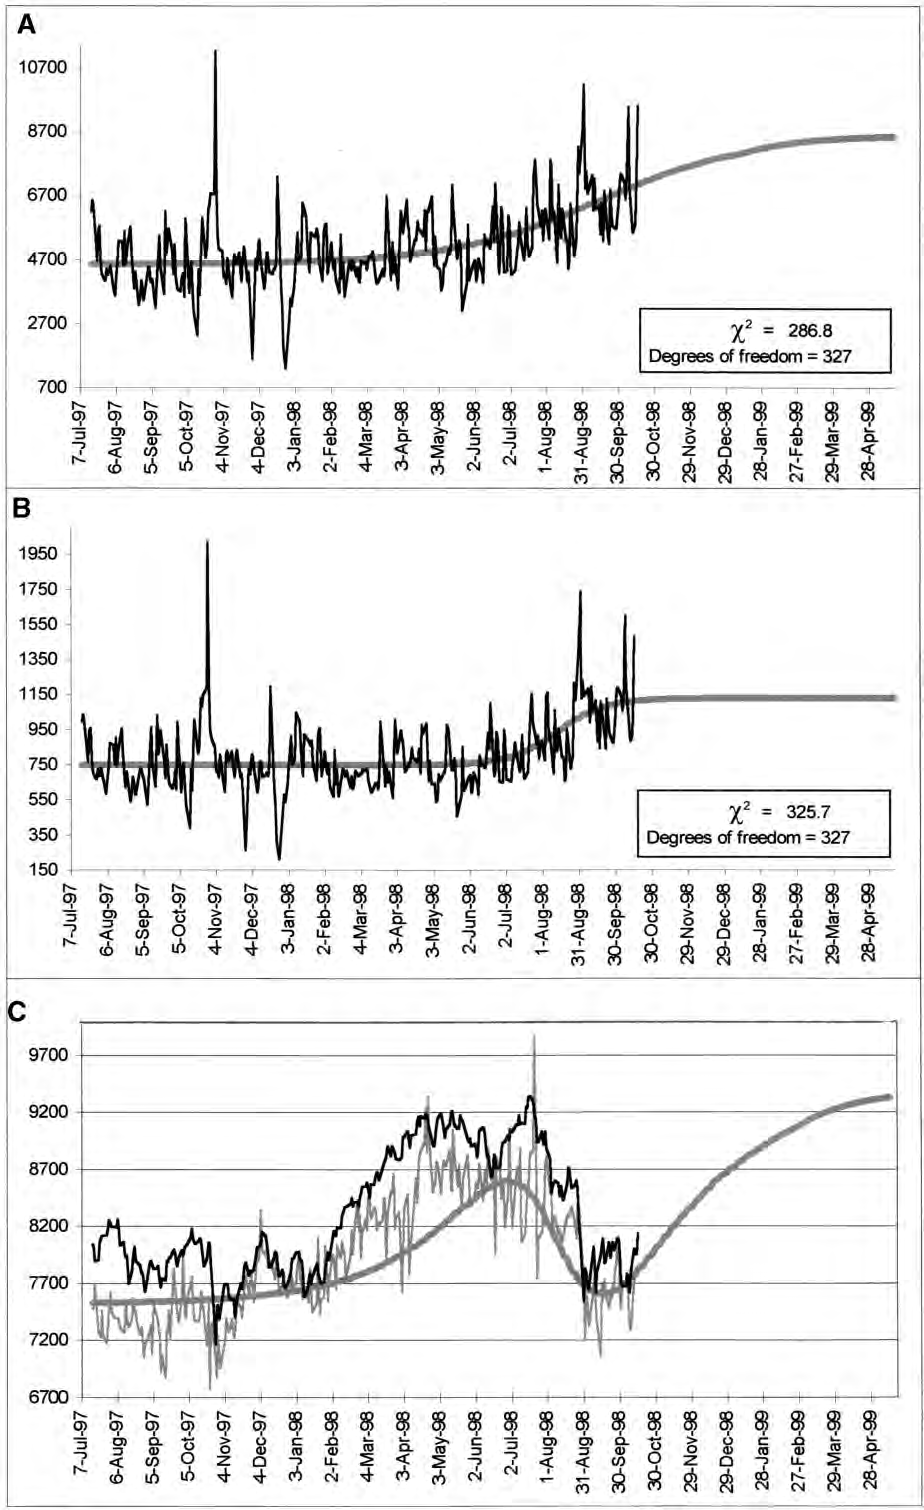 A
10700
8700
6700
4700
2700
700
χ² = 286.8
Degrees of freedom = 327
7-Jul-97
6-Aug-97
5-Sep-97
5-Oct-97
4-Nov-97
4-Dec-97
3-Jan-98
2-Feb-98
4-Mar-98
3-Apr-98
3-May-98
2-Jun-98
2-Jul-98
1-Aug-98
31-Aug-98
30-Sep-98
30-Oct-98
29-Nov-98
29-Dec-98
28-Jan-99
27-Feb-99
29-Mar-99
28-Apr-99
B
1950
1750
1550
1350
1150
950
750
550
350
150
χ² = 325.7
Degrees of freedom = 327
7-Jul-97
6-Aug-97
5-Sep-97
5-Oct-97
4-Nov-97
4-Dec-97
3-Jan-98
2-Feb-98
4-Mar-98
3-Apr-98
3-May-98
2-Jun-98
2-Jul-98
1-Aug-98
31-Aug-98
30-Sep-98
30-Oct-98
29-Nov-98
29-Dec-98
28-Jan-99
27-Feb-99
29-Mar-99
28-Apr-99
C
9700
9200
8700
8200
7700
7200
6700
7-Jul-97
6-Aug-97
5-Sep-97
5-Oct-97
4-Nov-97
4-Dec-97
3-Jan-98
2-Feb-98
4-Mar-98
3-Apr-98
3-May-98
2-Jun-98
2-Jul-98
1-Aug-98
31-Aug-98
30-Sep-98
30-Oct-98
29-Nov-98
29-Dec-98
28-Jan-99
27-Feb-99
29-Mar-99
28-Apr-99